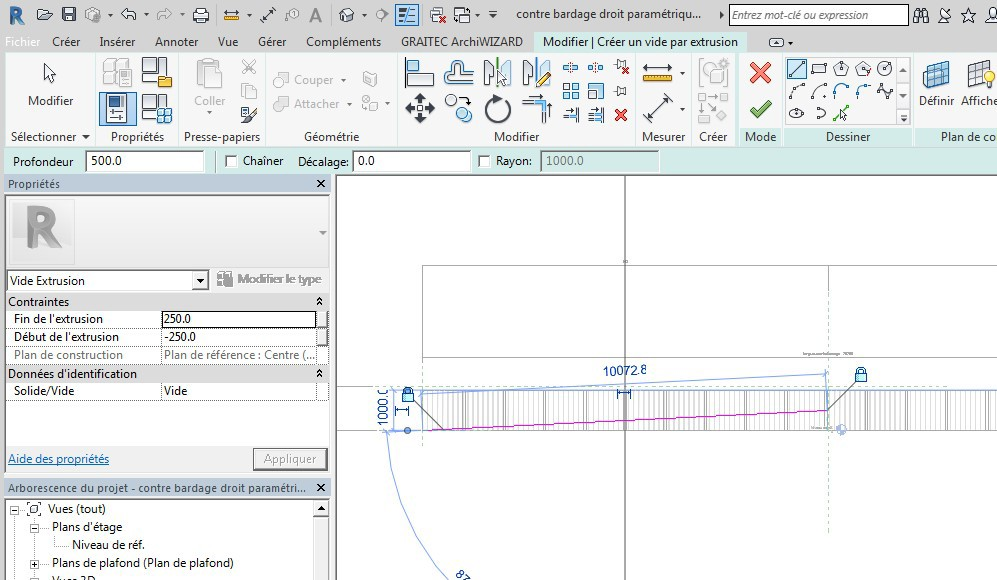 contre bardage droit paramétriqu...
Entrez mot-clé ou expression
Fichier Créer Insérer Annoter Vue Gérer Compléments GRAITEC ArchiWIZARD Modifier | Créer un vide par extrusion
Modifier
Coller
Couper
Attacher
Définir Affiche
Sélectionner Propriétés Presse-papiers Géométrie Modifier Mesurer Créer Mode Dessiner Plan de co
Profondeur 500.0 Chaîner Décalage: 0.0 Rayon: 1000.0
Propriétés
Vide Extrusion Modifier le type
Contraintes
Fin de l'extrusion 250.0
Début de l'extrusion -250.0
Plan de construction Plan de référence : Centre (...
Données d'identification
Solide/Vide Vide
Aide des propriétés Appliquer
Arborescence du projet - contre bardage droit paramétri...
Vues (tout)
Plans d'étage
Niveau de réf.
Plans de plafond (Plan de plafond)
Vues 3D
10072.8
1000.0